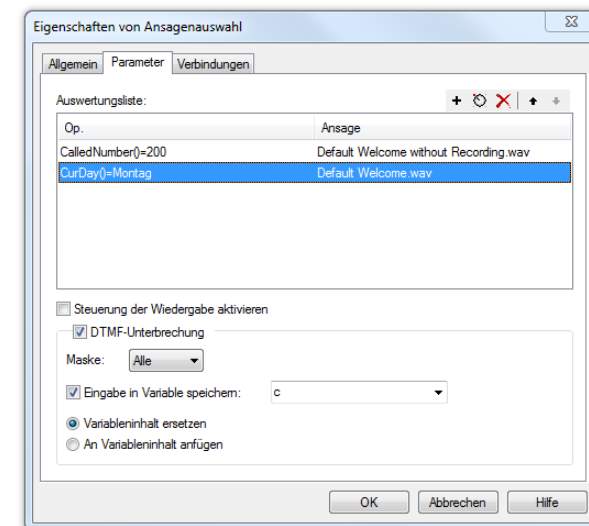 Eigenschaften von Ansagenauswahl
Allgemein Parameter Verbindungen
Auswertungsliste:
Op. Ansage
CalledNumber()=200 Default Welcome without Recording.wav
CurDay()=Montag Default Welcome.wav
Steuerung der Wiedergabe aktivieren
DTMF-Unterbrechung
Maske: Alle
Eingabe in Variable speichern: c
Variableninhalt ersetzen
An Variableninhalt anfügen
OK Abbrechen Hilfe